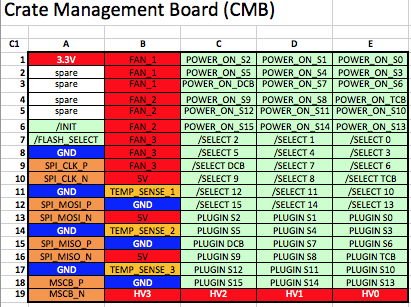 Crate Management Board (CMB)
C1 A B C D E
1 3.3V FAN_1 POWER_ON_S2 POWER_ON_S1 POWER_ON_S0
2 spare FAN_1 POWER_ON_S5 POWER_ON_S4 POWER_ON_S3
3 spare FAN_1 POWER_ON_DCB POWER_ON_S7 POWER_ON_S6
4 spare FAN_2 POWER_ON_S9 POWER_ON_S8 POWER_ON_TCB
5 spare FAN_2 POWER_ON_S12 POWER_ON_S11 POWER_ON_S10
6 /INIT FAN_2 POWER_ON_S15 POWER_ON_S14 POWER_ON_S13
7 /FLASH_SELECT FAN_3 /SELECT 2 /SELECT 1 /SELECT 0
8 GND FAN_3 /SELECT 5 /SELECT 4 /SELECT 3
9 SPI_CLK_P FAN_3 /SELECT DCB /SELECT 7 /SELECT 6
10 SPI_CLK_N 5V /SELECT 9 /SELECT 8 /SELECT TCB
11 GND TEMP_SENSE_1 /SELECT 12 /SELECT 11 /SELECT 10
12 SPI_MOSI_P GND /SELECT 15 /SELECT 14 /SELECT 13
13 SPI_MOSI_N 5V PLUGIN S2 PLUGIN S1 PLUGIN S0
14 GND TEMP_SENSE_2 PLUGIN S5 PLUGIN S4 PLUGIN S3
15 SPI_MISO_P GND PLUGIN DCB PLUGIN S7 PLUGIN S6
16 SPI_MISO_N 5V PLUGIN S9 PLUGIN S8 PLUGIN TCB
17 GND TEMP_SENSE_3 PLUGIN S12 PLUGIN S11 PLUGIN S10
18 MSCB_P GND PLUGIN S15 PLUGIN S14 PLUGIN S13
19 MSCB_N HV3 HV2 HV1 HV0